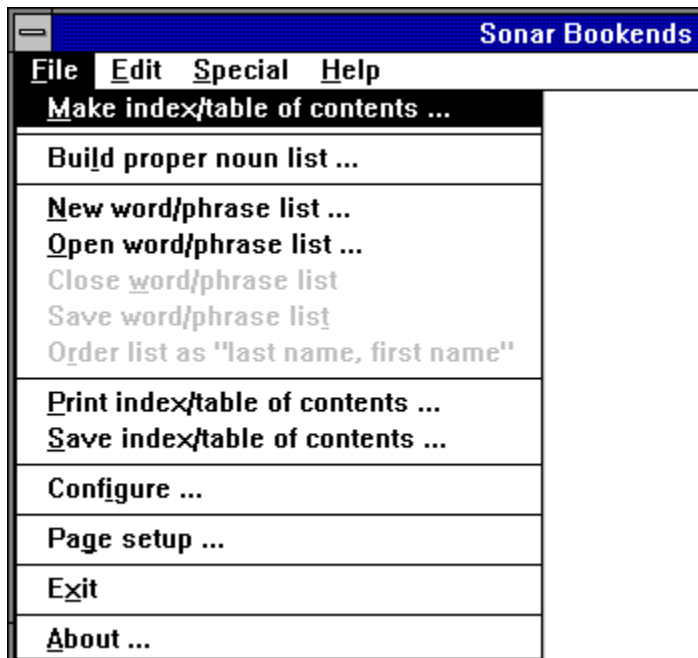 Sonar Bookends
File Edit Special Help
Make index/table of contents ...
Build proper noun list ...
New word/phrase list ...
Open word/phrase list ...
Close word/phrase list
Save word/phrase list
Order list as "last name, first name"
Print index/table of contents ...
Save index/table of contents ...
Configure ...
Page setup ...
Exit
About ...